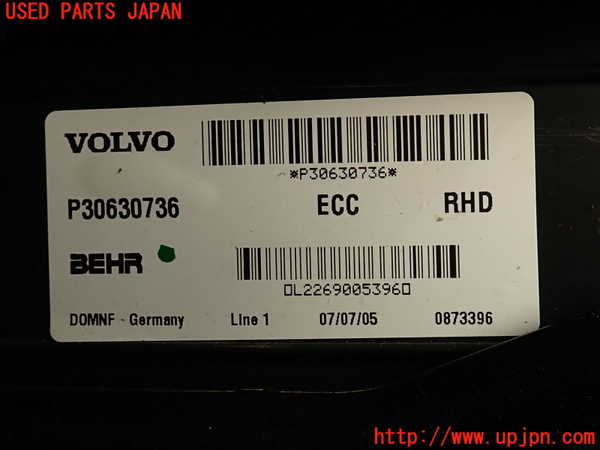 USED PARTS JAPAN
VOLVO
*P30630736*
P30630736 ECC RHD
BEHR
□L2269005396□
DOMNF - Germany Line 1 07/07/05 0873396
http://www.upjpn.com/